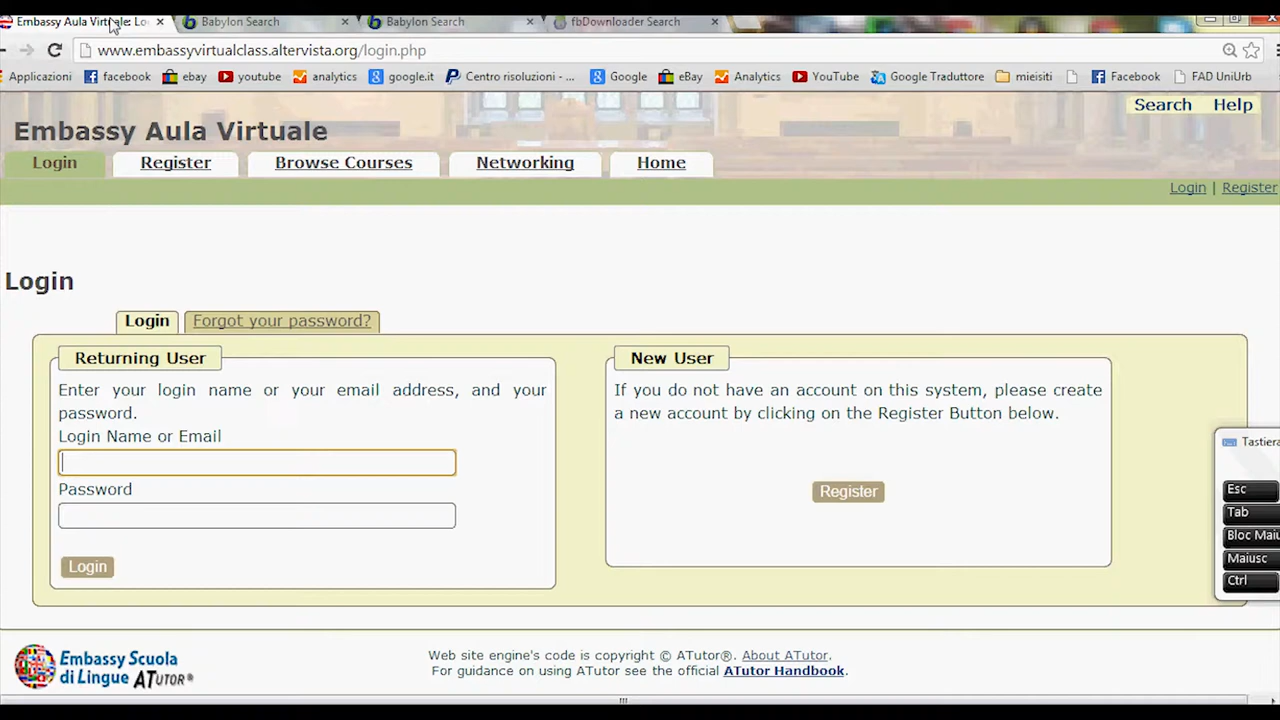 Embassy Aula Virtuale: Lo
Babylon Search
Babylon Search
fbDownloader Search
www.embassyvirtualclass.altervista.org/login.php
Applicazioni facebook ebay youtube analytics google.it Centro risoluzioni - ... Google eBay Analytics YouTube Google Traduttore mieisiti Facebook FAD UniUrb
Search Help
Embassy Aula Virtuale
Login Register Browse Courses Networking Home
Login | Register
Login
Login Forgot your password?
Returning User
Enter your login name or your email address, and your
password.
Login Name or Email
Password
Login
New User
If you do not have an account on this system, please create
a new account by clicking on the Register Button below.
Register
Tastiera
Esc
Tab
Bloc Maiu
Maiusc
Ctrl
Embassy Scuola
di Lingue ATUTOR®
Web site engine's code is copyright © ATutor®. About ATutor.
For guidance on using ATutor see the official ATutor Handbook.